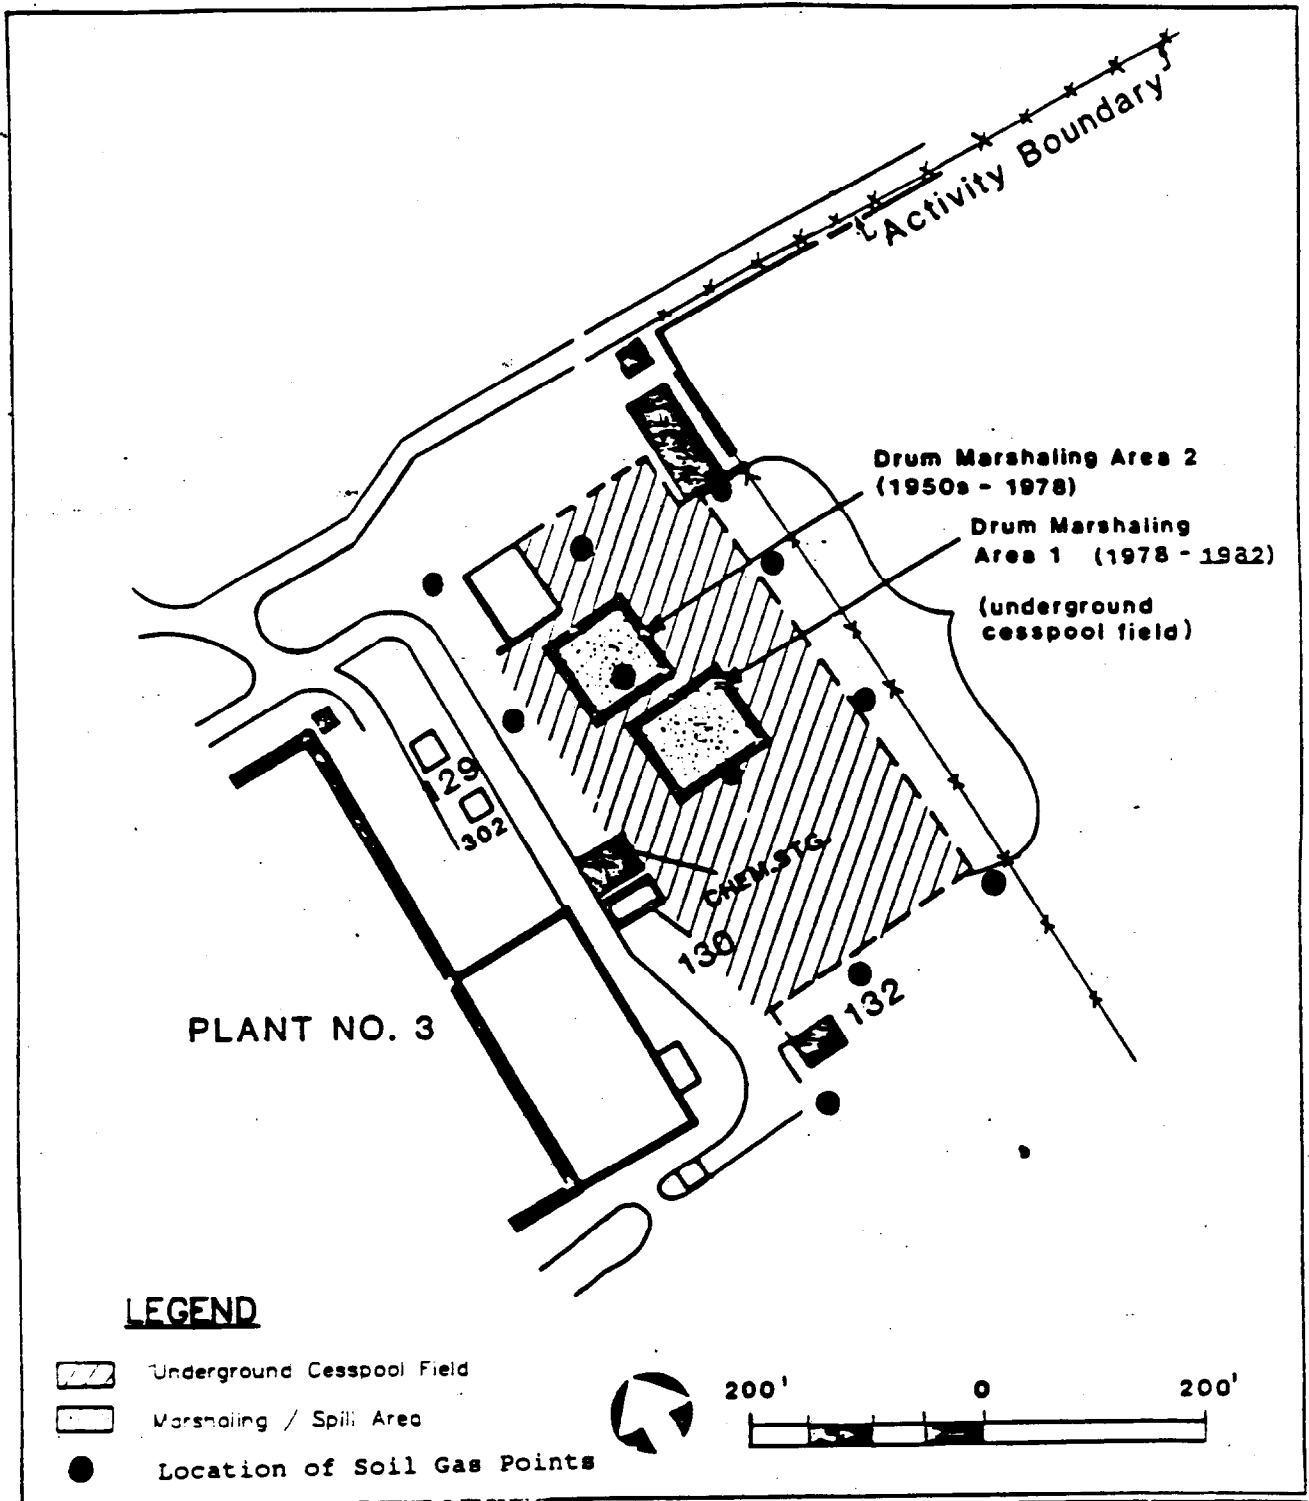 Activity Boundary
Drum Marshaling Area 2
(1950s - 1978)
Drum Marshaling
Area 1 (1978 - 1982)
(underground
cesspool field)
29
302
CHEM. STG.
130
132
PLANT NO. 3
LEGEND
Underground Cesspool Field
Marshaling / Spill Area
Location of Soil Gas Points
200' 0 200'